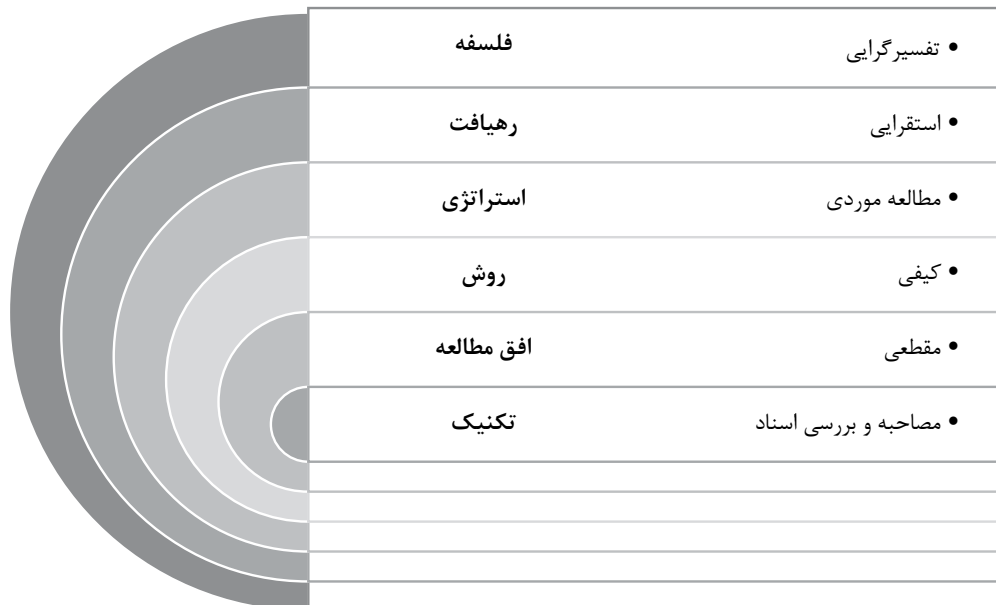 فلسفه
• تفسیرگرایی
رهیافت
• استقرایی
استراتژی
• مطالعه موردی
روش
• کیفی
افق مطالعه
• مقطعی
تکنیک
• مصاحبه و بررسی اسناد